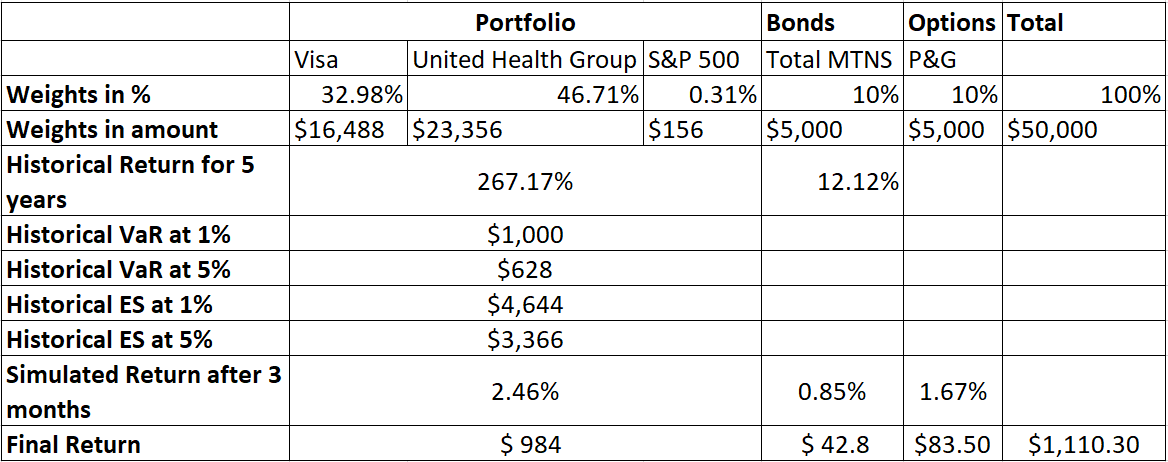 Portfolio Bonds Options Total
Visa United Health Group S&P 500 Total MTNS P&G
Weights in % 32.98% 46.71% 0.31% 10% 10% 100%
Weights in amount $16,488 $23,356 $156 $5,000 $5,000 $50,000
Historical Return for 5
years 267.17% 12.12%
Historical VaR at 1% $1,000
Historical VaR at 5% $628
Historical ES at 1% $4,644
Historical ES at 5% $3,366
Simulated Return after 3
months 2.46% 0.85% 1.67%
Final Return $ 984 $ 42.8 $83.50 $1,110.30